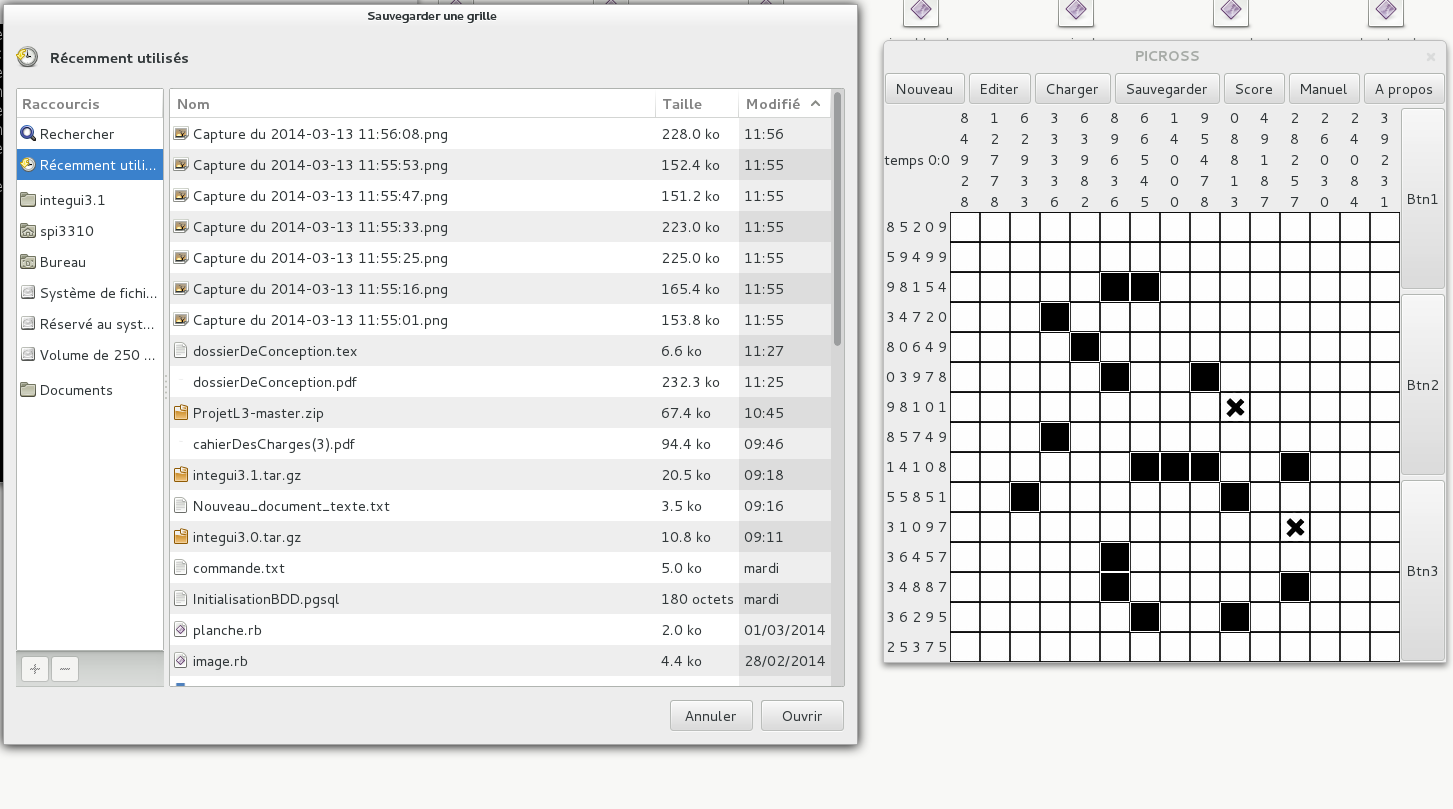 Sauvegarder une grille
Récemment utilisés
Raccourcis
Rechercher
Récemment utili...
integui3.1
spi3310
Bureau
Système de fichi...
Réservé au syst...
Volume de 250 ...
Documents
Nom Taille Modifié
Capture du 2014-03-13 11:56:08.png 228.0 ko 11:56
Capture du 2014-03-13 11:55:53.png 152.4 ko 11:55
Capture du 2014-03-13 11:55:47.png 151.2 ko 11:55
Capture du 2014-03-13 11:55:33.png 223.0 ko 11:55
Capture du 2014-03-13 11:55:25.png 225.0 ko 11:55
Capture du 2014-03-13 11:55:16.png 165.4 ko 11:55
Capture du 2014-03-13 11:55:01.png 153.8 ko 11:55
dossierDeConception.tex 6.6 ko 11:27
dossierDeConception.pdf 232.3 ko 11:25
ProjetL3-master.zip 67.4 ko 10:45
cahierDesCharges(3).pdf 94.4 ko 09:46
integui3.1.tar.gz 20.5 ko 09:18
Nouveau_document_texte.txt 3.5 ko 09:16
integui3.0.tar.gz 10.8 ko 09:11
commande.txt 5.0 ko mardi
InitialisationBDD.pgsql 180 octets mardi
planche.rb 2.0 ko 01/03/2014
image.rb 4.4 ko 28/02/2014
Annuler Ouvrir
PICROSS
Nouveau Editer Charger Sauvegarder Score Manuel A propos
8 1 6 3 6 8 6 1 9 0 4 2 2 2 3
4 2 2 3 3 9 6 4 5 8 9 8 6 4 9
temps 0:0 9 7 9 3 9 6 5 0 4 8 1 2 0 0 2
2 7 3 3 8 3 4 0 7 1 8 5 3 8 3
8 8 3 6 2 6 5 0 8 3 7 7 0 4 1
8 5 2 0 9
5 9 4 9 9
9 8 1 5 4
3 4 7 2 0
8 0 6 4 9
0 3 9 7 8
9 8 1 0 1
8 5 7 4 9
1 4 1 0 8
5 5 8 5 1
3 1 0 9 7
3 6 4 5 7
3 4 8 8 7
3 6 2 9 5
2 5 3 7 5
Btn1
Btn2
Btn3